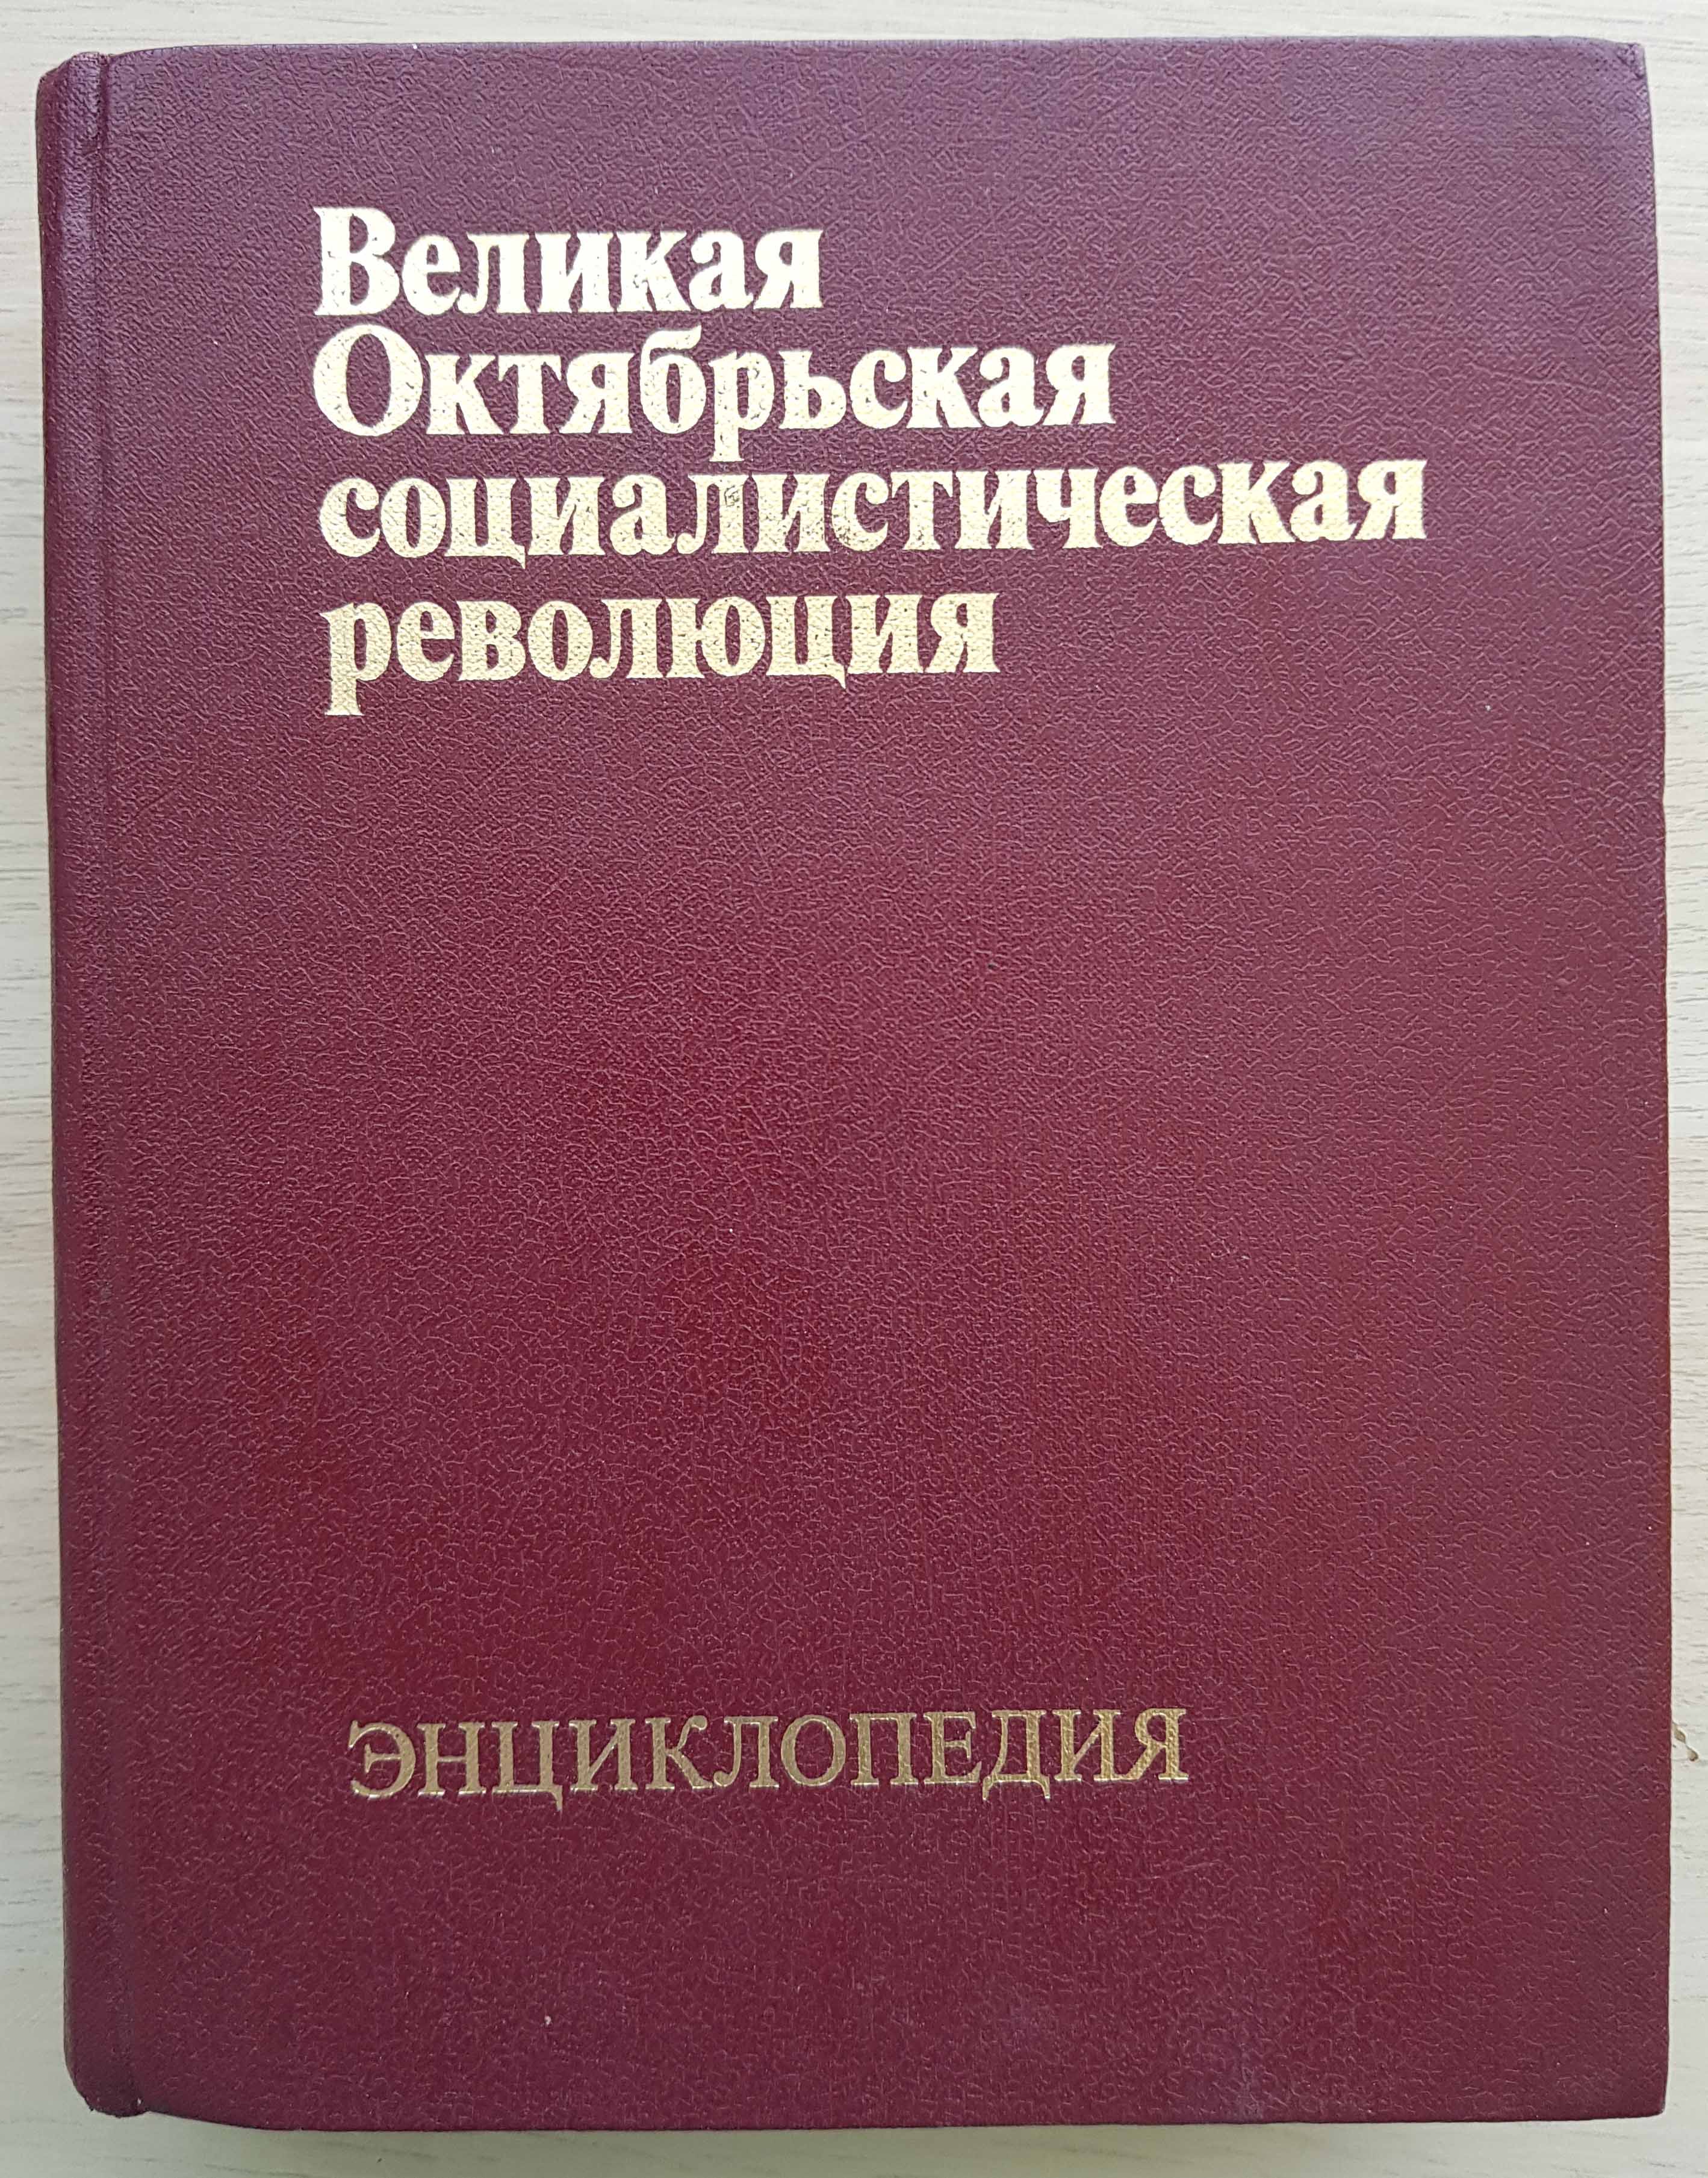 Великая
Октябрьская
социалистическая
революция
ЭНЦИКЛОПЕДИЯ